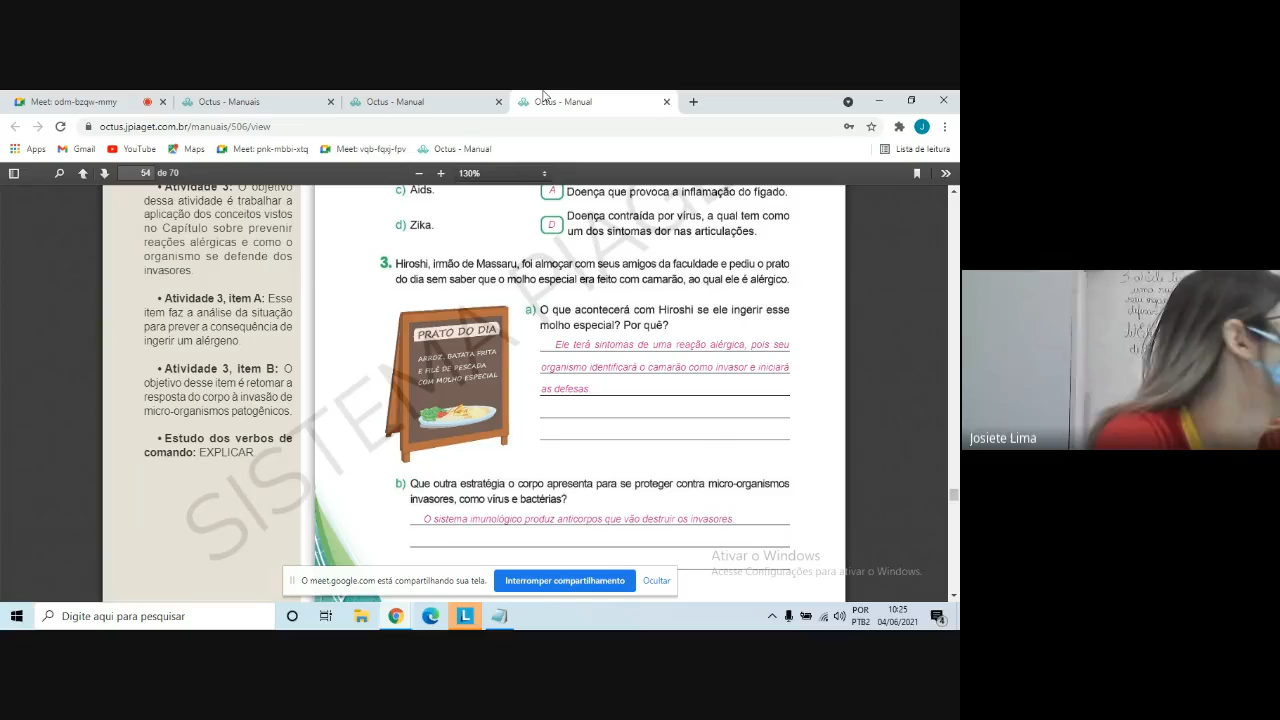 Meet: odm-bzqw-mmy
Octus - Manuais
Octus - Manual
Octus - Manual
octus.jpiaget.com.br/manuais/506/view
Apps
Gmail
YouTube
Maps
Meet: pnk-mbbi-xtq
Meet: vqb-fqxj-fpv
Octus - Manual
Lista de leitura
54 de 70
130%
• Atividade 3: O objetivo
dessa atividade é trabalhar a
aplicação dos conceitos vistos
no Capítulo sobre prevenir
reações alérgicas e como o
organismo se defende dos
invasores.
• Atividade 3, item A: Esse
item faz a análise da situação
para prever a consequência de
ingerir um alérgeno.
• Atividade 3, item B: O
objetivo desse item é retomar a
resposta do corpo à invasão de
micro-organismos patogênicos.
• Estudo dos verbos de
comando: EXPLICAR
c) Aids.
A Doença que provoca a inflamação do fígado.
d) Zika.
D Doença contraída por vírus, a qual tem como
um dos sintomas dor nas articulações.
3. Hiroshi, irmão de Massaru, foi almoçar com seus amigos da faculdade e pediu o prato
do dia sem saber que o molho especial era feito com camarão, ao qual ele é alérgico.
PRATO DO DIA
ARROZ, BATATA FRITA
E FILÉ DE PESCADA
COM MOLHO ESPECIAL
a) O que acontecerá com Hiroshi se ele ingerir esse
molho especial? Por quê?
Ele terá sintomas de uma reação alérgica, pois seu
organismo identificará o camarão como invasor e iniciará
as defesas
b) Que outra estratégia o corpo apresenta para se proteger contra micro-organismos
invasores, como vírus e bactérias?
O sistema imunológico produz anticorpos que vão destruir os invasores.
SISTEMA PIAGET
Ativar o Windows
Acesse Configurações para ativar o Windows.
O meet.google.com está compartilhando sua tela.
Interromper compartilhamento
Ocultar
Digite aqui para pesquisar
L
POR
PTB2
10:25
04/06/2021
4
J
Josiete Lima